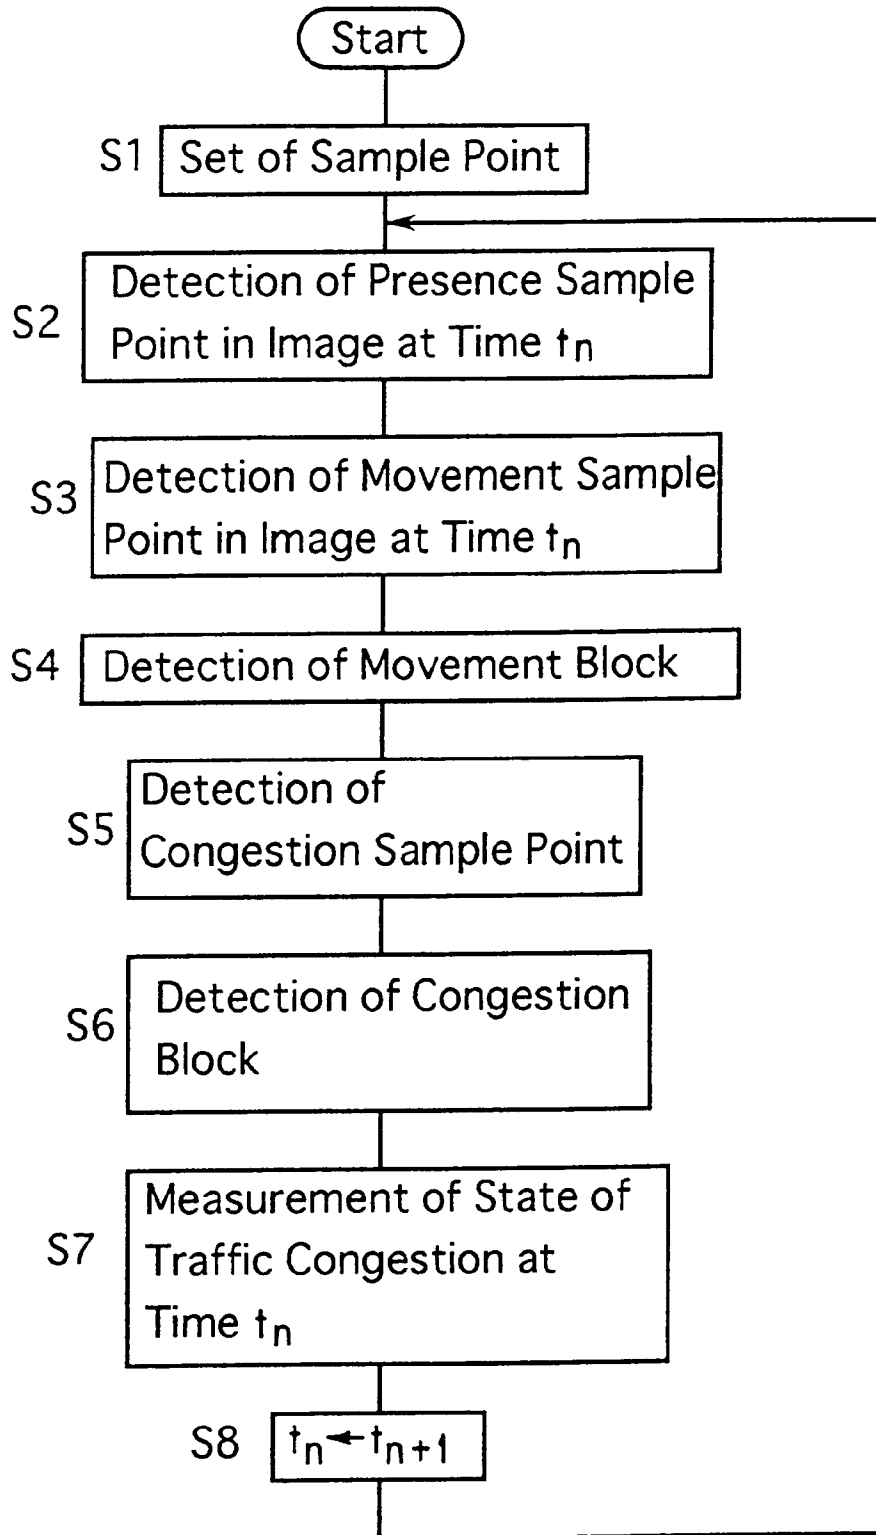 Start
S1 Set of Sample Point
S2
Detection of Presence Sample
Point in Image at Time tn
S3
Detection of Movement Sample
Point in Image at Time tn
S4 Detection of Movement Block
S5
Detection of
Congestion Sample Point
S6
Detection of Congestion
Block
S7
Measurement of State of
Traffic Congestion at
Time tn
S8 tn←tn+1